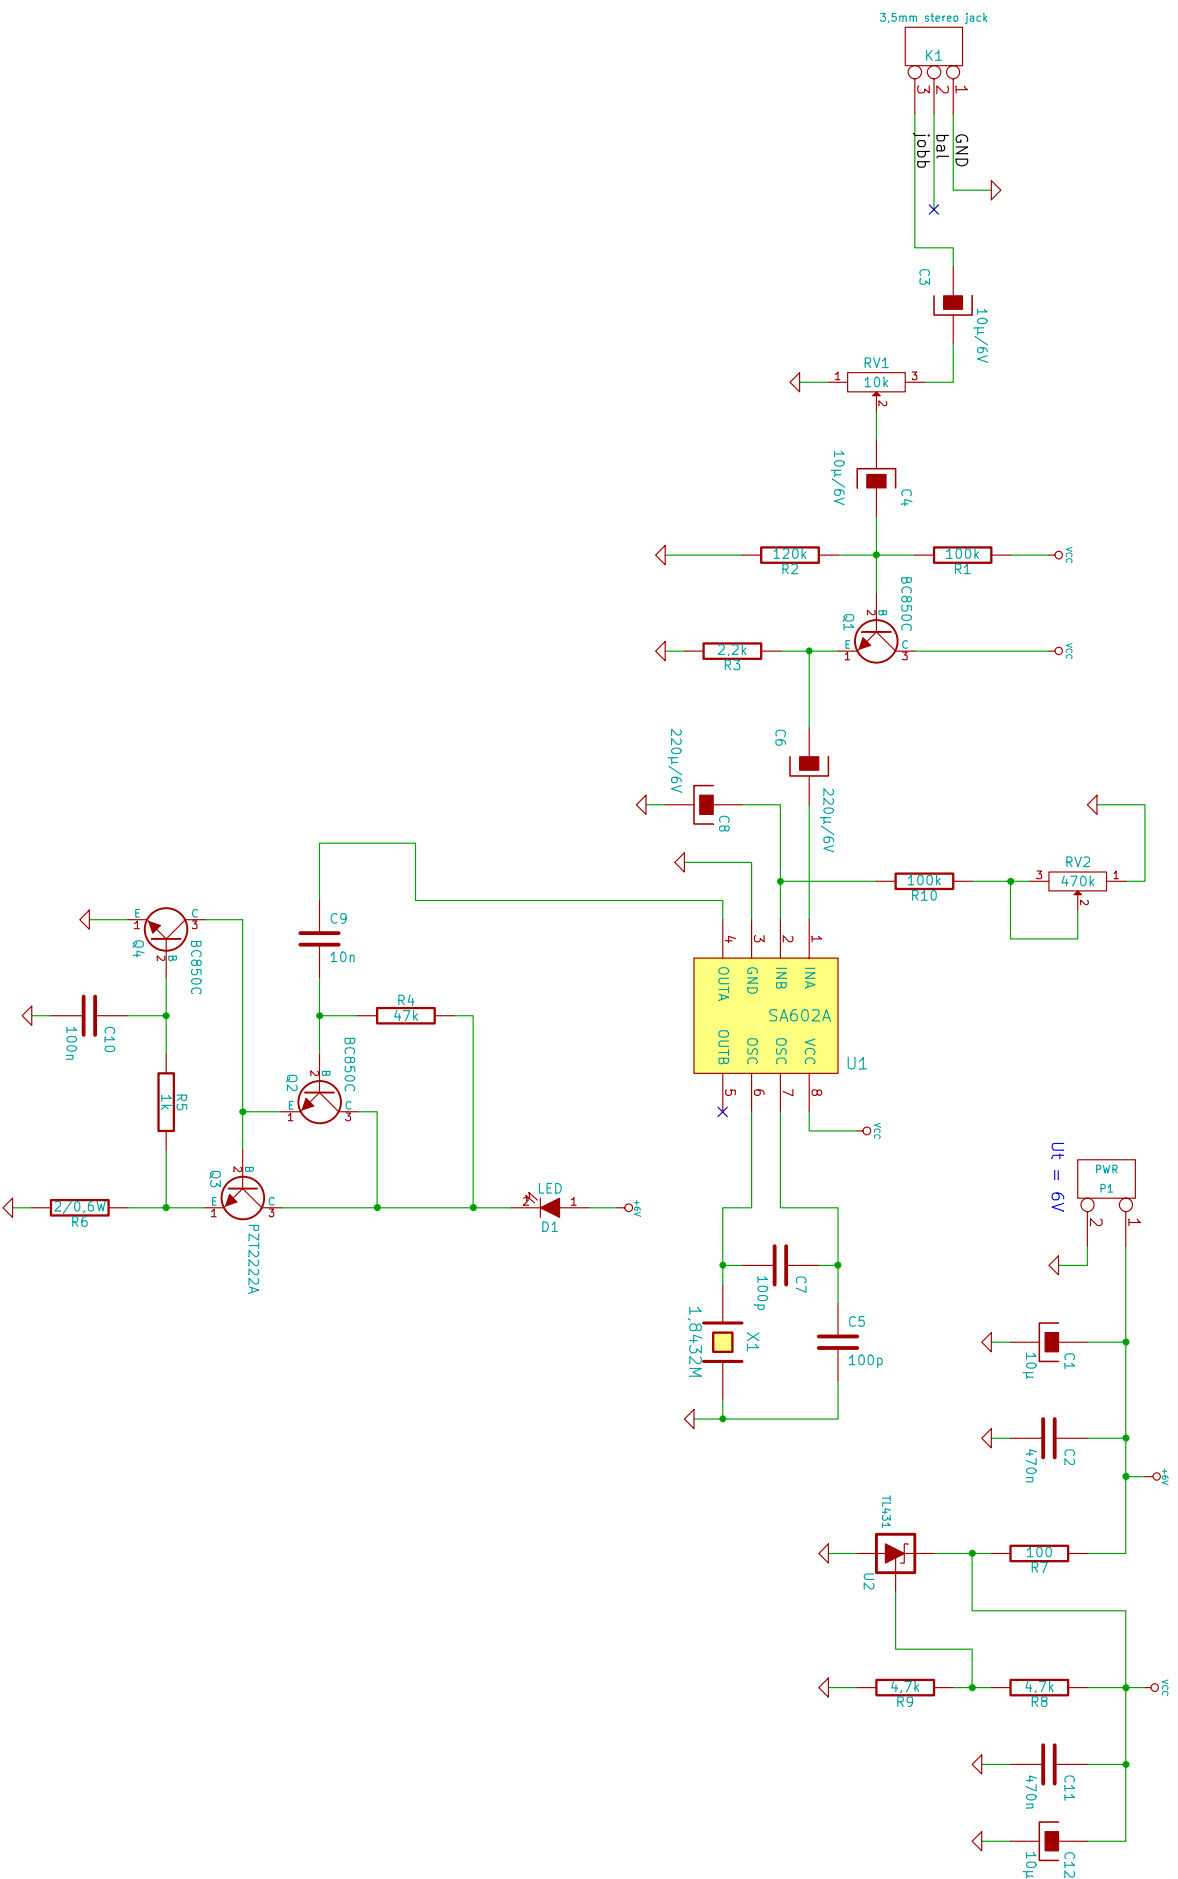 3,5mm stereo jack
K1
3
2
1
GND
bal
jobb
C3
10µ/6V
RV1
1
10k
3
2
10µ/6V
C4
120k
R2
100k
R1
VCC
BC850C
Q1
2
B
E
1
C
3
VCC
2,2k
R3
C6
220µ/6V
220µ/6V
C8
RV2
3
470k
1
2
100k
R10
4
3
2
1
OUTA
GND
INB
INA
SA602A
OUTB
OSC
OSC
VCC
U1
5
6
7
8
VCC
E
1
C
3
Q4
2
B
BC850C
C9
10n
C10
100n
R4
47k
BC850C
Q2
2
B
E
1
C
3
R5
1k
Q3
2
B
E
1
C
3
PZT2222A
2/0,6W
R6
LED
2
1
D1
+6V
C7
100p
C5
100p
X1
1,8432M
Ut = 6V
PWR
P1
2
1
C1
10µ
C2
470n
+6V
TL431
U2
100
R7
4,7k
R9
4,7k
R8
VCC
C11
470n
C12
10µ